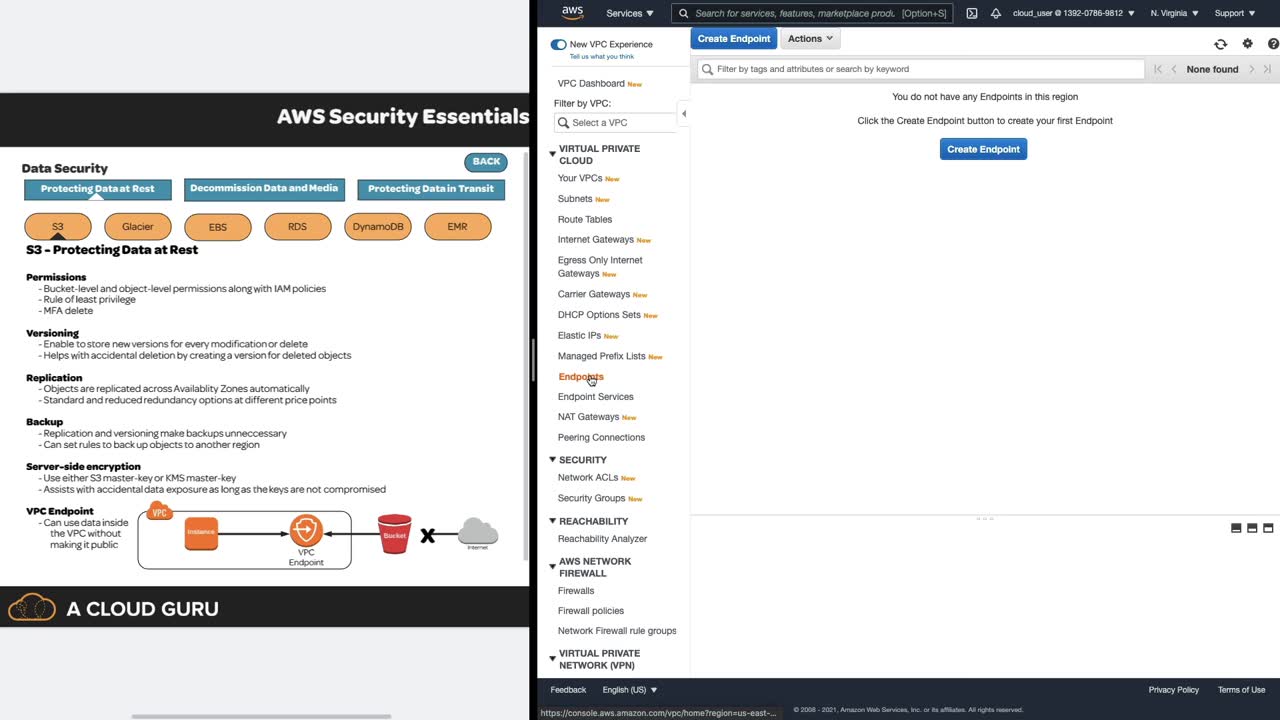 AWS Security Essentials
Data Security
BACK
Protecting Data at Rest
Decommission Data and Media
Protecting Data in Transit
S3
Glacier
EBS
RDS
DynamoDB
EMR
S3 - Protecting Data at Rest
Permissions
- Bucket-level and object-level permissions along with IAM policies
- Rule of least privilege
- MFA delete
Versioning
- Enable to store new versions for every modification or delete
- Helps with accidental deletion by creating a version for deleted objects
Replication
- Objects are replicated across Availablity Zones automatically
- Standard and reduced redundancy options at different price points
Backup
- Replication and versioning make backups unneccessary
- Can set rules to back up objects to another region
Server-side encryption
- Use either S3 master-key or KMS master-key
- Assists with accidental data exposure as long as the keys are not compromised
VPC Endpoint
- Can use data inside
the VPC without
making it public
VPC
Instance
VPC
Endpoint
Bucket
Internet
A CLOUD GURU
aws
Services
Search for services, features, marketplace produ. [Option+S]
cloud_user @ 1392-0786-9812
N. Virginia
Support
New VPC Experience
Tell us what you think
VPC Dashboard New
Filter by VPC:
Select a VPC
VIRTUAL PRIVATE
CLOUD
Your VPCs New
Subnets New
Route Tables
Internet Gateways New
Egress Only Internet
Gateways New
Carrier Gateways New
DHCP Options Sets New
Elastic IPs New
Managed Prefix Lists New
Endpoints
Endpoint Services
NAT Gateways New
Peering Connections
SECURITY
Network ACLs New
Security Groups New
REACHABILITY
Reachability Analyzer
AWS NETWORK
FIREWALL
Firewalls
Firewall policies
Network Firewall rule groups
VIRTUAL PRIVATE
NETWORK (VPN)
Create Endpoint
Actions
Filter by tags and attributes or search by keyword
None found
You do not have any Endpoints in this region
Click the Create Endpoint button to create your first Endpoint
Create Endpoint
Feedback
English (US)
Privacy Policy
Terms of Use
https://console.aws.amazon.com/vpc/home?region=us-east-...
© 2008 - 2021, Amazon Web Services, Inc. or its affiliates. All rights reserved.